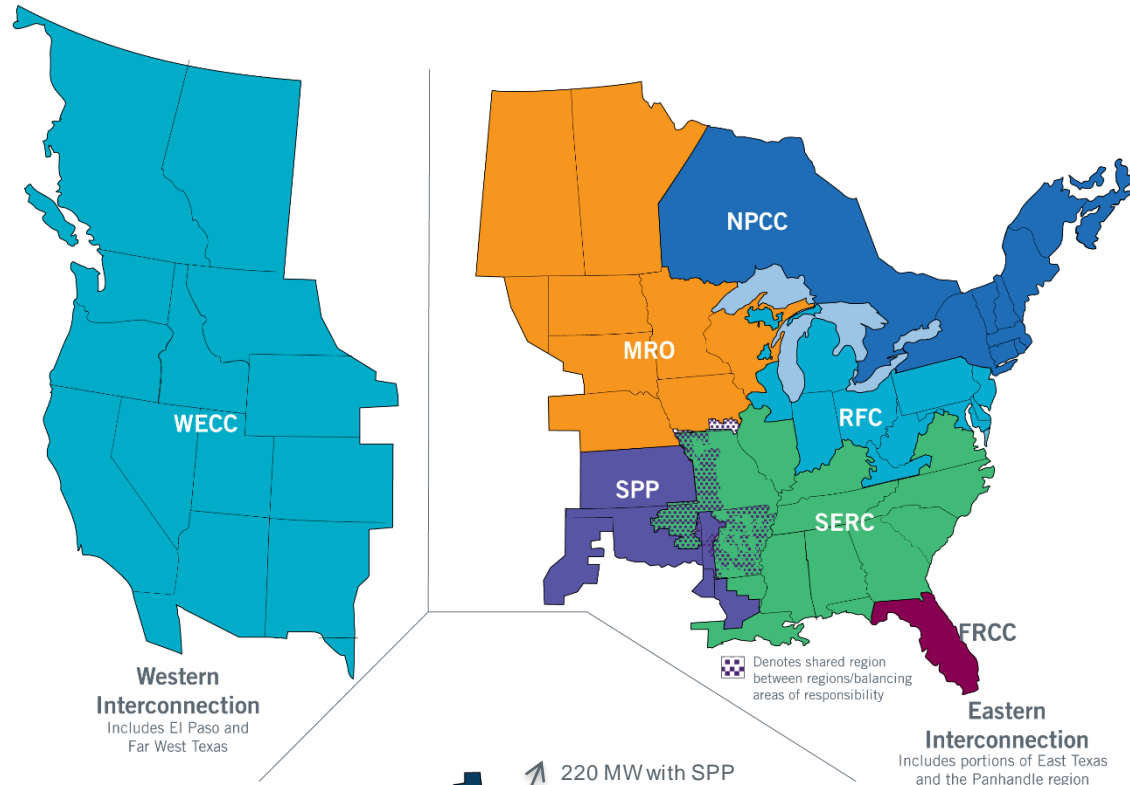 NPCC
MRO
WECC
RFC
SPP
SERC
FRCC
Denotes shared region
between regions/balancing
areas of responsibility
Western
Interconnection
Includes El Paso and
Far West Texas
Eastern
Interconnection
Includes portions of East Texas
and the Panhandle region
220 MW with SPP